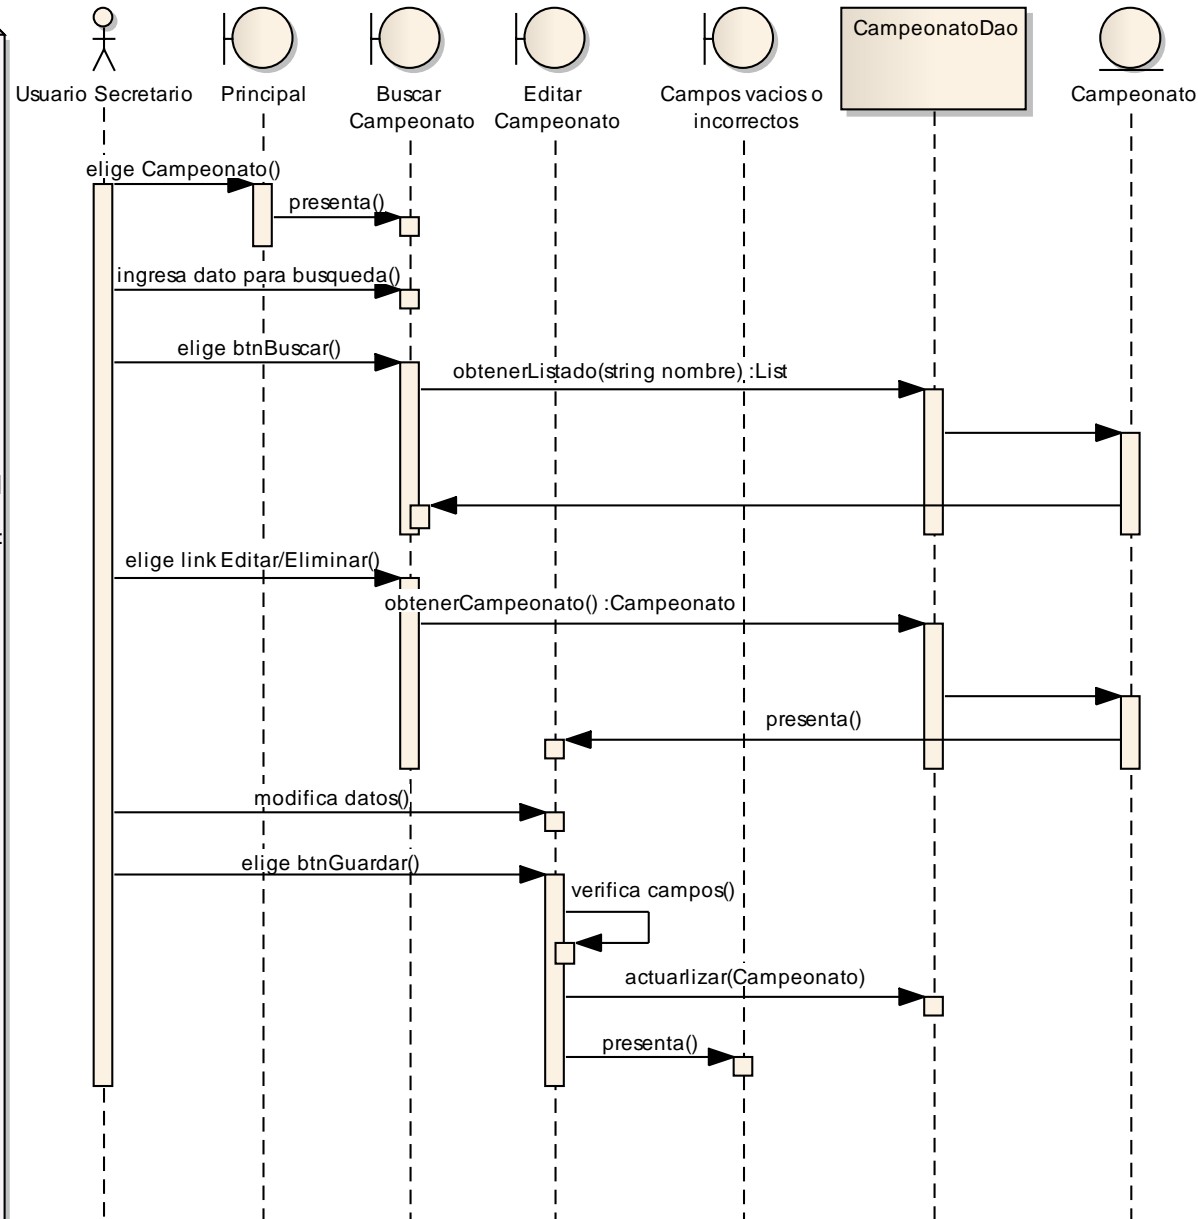 Usuario Secretario
Principal
Buscar
Campeonato
Editar
Campeonato
Campos vacios o
incorrectos
CampeonatoDao
Campeonato
elige Campeonato()
presenta()
ingresa dato para busqueda()
elige btnBuscar()
obtenerListado(string nombre) :List
elige link Editar/Eliminar()
obtenerCampeonato() :Campeonato
presenta()
modifica datos()
elige btnGuardar()
verifica campos()
actuarlizar(Campeonato)
presenta()